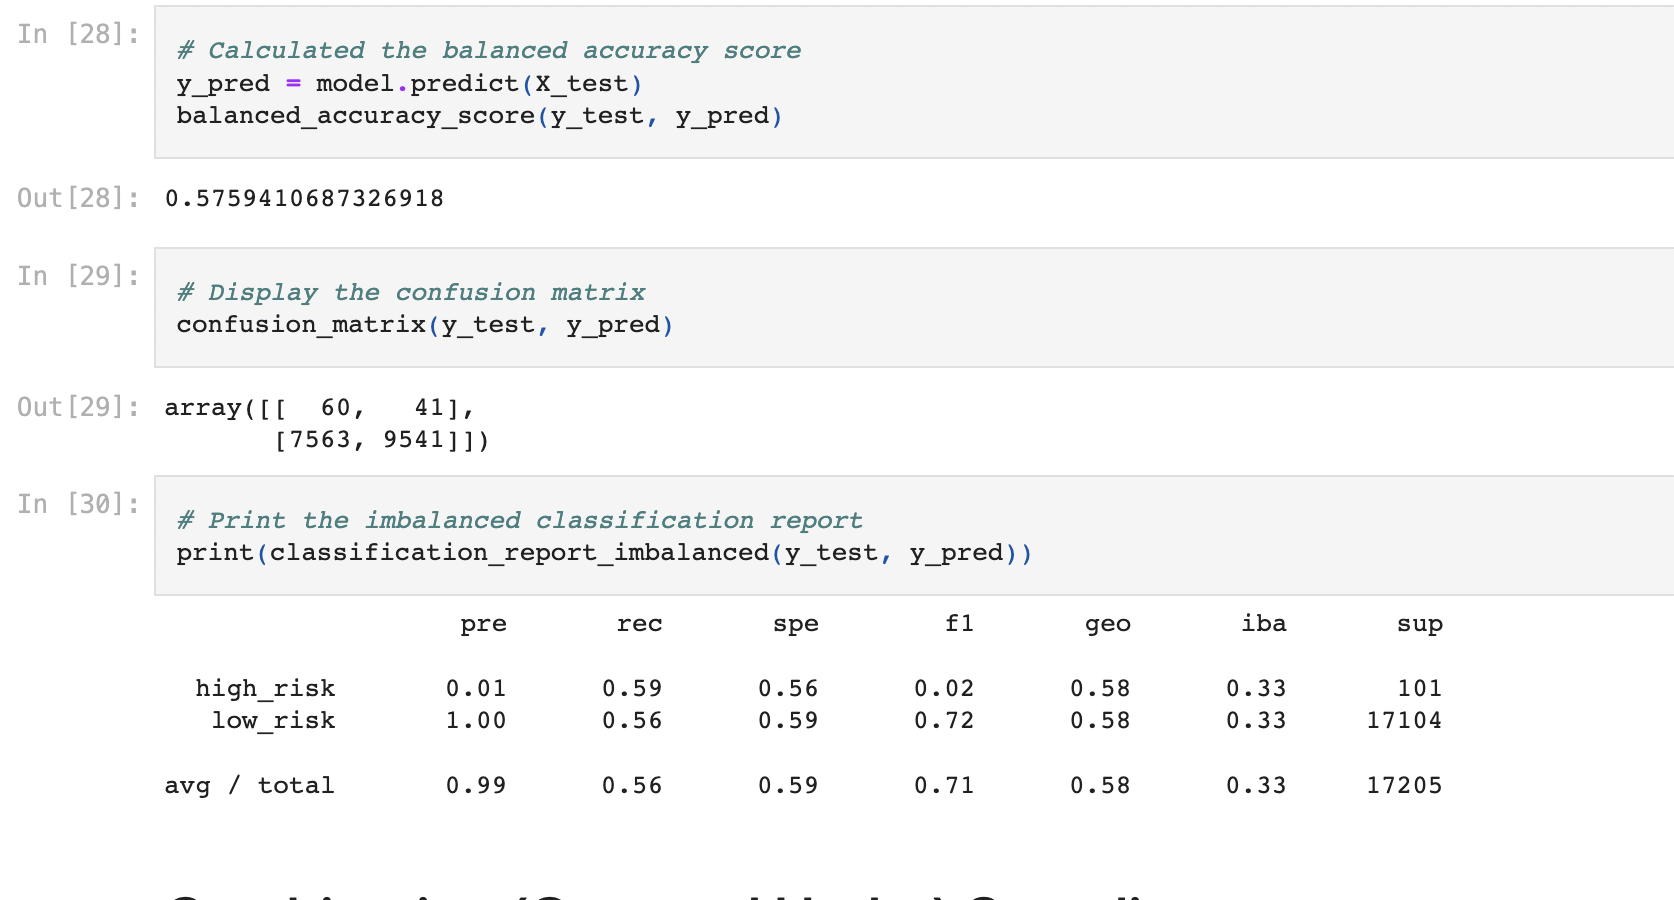 In [28]:
# Calculated the balanced accuracy score
y_pred = model.predict(X_test)
balanced_accuracy_score(y_test, y_pred)
Out[28]: 0.5759410687326918
In [29]:
# Display the confusion matrix
confusion_matrix(y_test, y_pred)
Out[29]: array([[  60,   41],
       [7563, 9541]])
In [30]:
# Print the imbalanced classification report
print(classification_report_imbalanced(y_test, y_pred))
pre rec spe f1 geo iba sup
high_risk 0.01 0.59 0.56 0.02 0.58 0.33 101
low_risk 1.00 0.56 0.59 0.72 0.58 0.33 17104
avg / total 0.99 0.56 0.59 0.71 0.58 0.33 17205